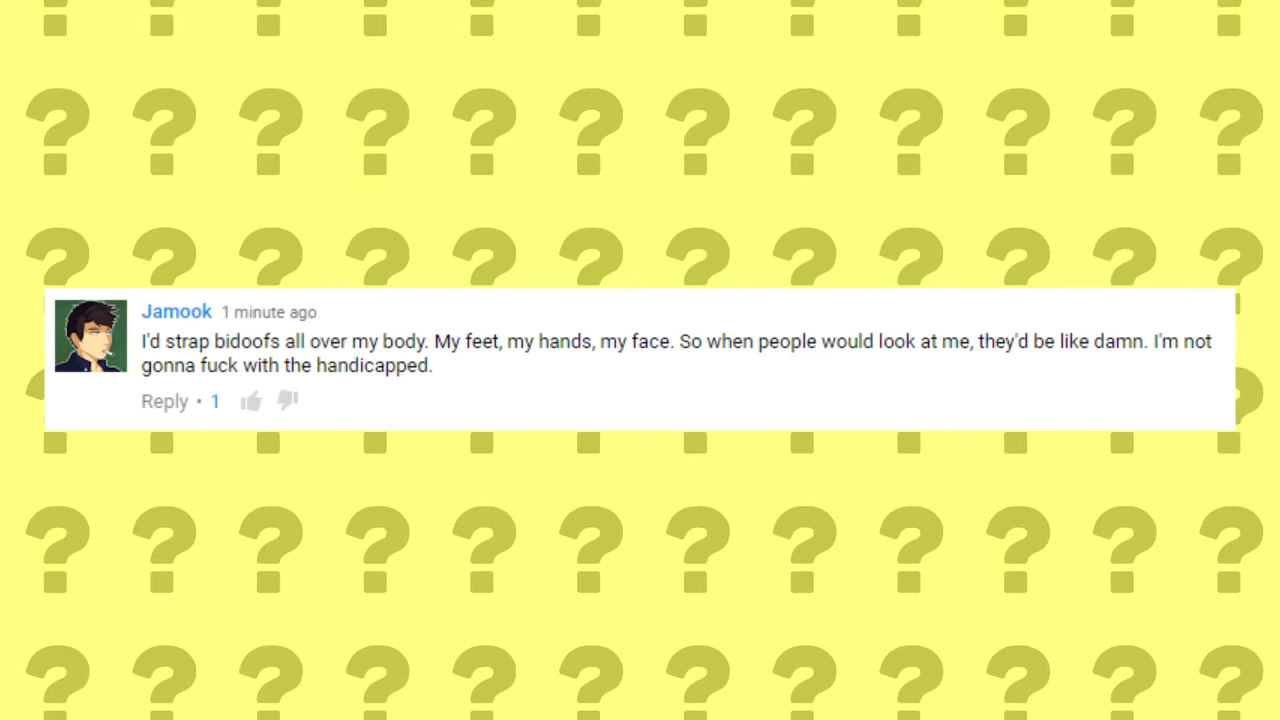 Jamook 1 minute ago
I'd strap bidoofs all over my body. My feet, my hands, my face. So when people would look at me, they'd be like damn. I'm not
gonna fuck with the handicapped.
Reply • 1